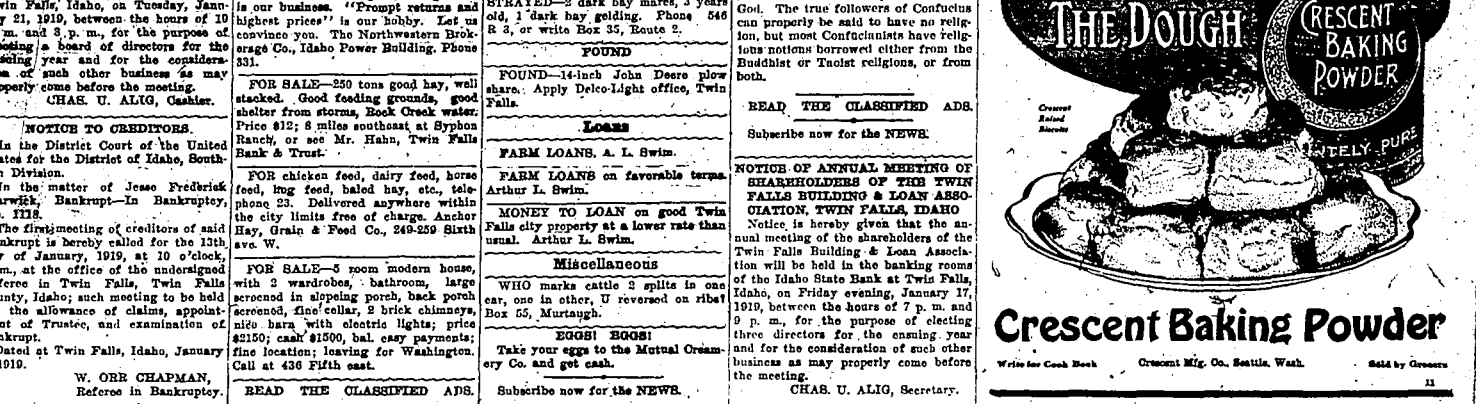 win Falls, Idaho, on Tuesday, Janu-
y 21, 1919, between the hours of 10
m. and 3 p. m., for the purpose of
a board of directors for the
year and for the considera-
of such other business as may
come before the meeting.
CHAS. U. ALIG, Cashier.
NOTICE TO CREDITORS.
In the District Court of the United
ates for the District of Idaho, South-
n Division.
In the matter of Jesse Frederick
Bankrupt—In Bankruptcy,
1118.
The first meeting of creditors of said
nkrupt is hereby called for the 13th
y of January, 1919, at 10 o'clock,
m., at the office of the undersigned
feree in Twin Falls, Twin Falls
unty, Idaho; such meeting to be held
the allowance of claims, appoint-
nt of Trustee, and examination of
nkrupt.
Dated at Twin Falls, Idaho, January
1919.
W. ORR CHAPMAN,
Referee in Bankruptcy.
is our business. "Prompt returns and
highest prices" is our hobby. Let us
convince you. The Northwestern Brok-
erage Co., Idaho Power Building. Phone
331.
FOR SALE—250 tons good hay, well
stacked. Good feeding grounds, good
shelter from storms, Rock Creek water.
Price $12; 8 miles southeast at Syphon
Ranch, or see Mr. Hahn, Twin Falls
Bank & Trust.
FOR chicken feed, dairy feed, horse
feed, hog feed, baled hay, etc., tele-
phone 23. Delivered anywhere within
the city limits free of charge. Anchor
Hay, Grain & Feed Co., 249-259 Sixth
ave. W.
FOR SALE—5 room modern house,
with 2 wardrobes, bathroom, large
screened in slopeing porch, back porch
screened, fine cellar, 2 brick chimneys,
nice barn with electric lights; price
$2150; cash $1500, bal. easy payments;
fine location; leaving for Washington.
Call at 436 Fifth east.
READ THE CLASSIFIED ADS.
STRAYED—2 dark bay mares, 3 years
old, 1 dark bay gelding. Phone 546
R 3, or write Box 35, Route 2.
FOUND
FOUND—14-inch John Deere plow
share. Apply Delco-Light office, Twin
Falls.
Loans
FARM LOANS. A. L. Swim.
FARM LOANS on favorable terms.
Arthur L. Swim.
MONEY TO LOAN on good Twin
Falls city property at a lower rate than
usual. Arthur L. Swim.
Miscellaneous
WHO marks cattle 2 splits in one
ear, one in other, U reversed on ribs?
Box 55, Murtaugh.
EGGS! EGGS!
Take your eggs to the Mutual Cream-
ery Co. and get cash.
Subscribe now for the NEWS.
God. The true followers of Confucius
can properly be said to have no relig-
ion, but most Confucianists have relig-
ious notions borrowed either from the
Buddhist or Taoist religions, or from
both.
READ THE CLASSIFIED ADS.
Subscribe now for the NEWS.
NOTICE OF ANNUAL MEETING OF
SHAREHOLDERS OF THE TWIN
FALLS BUILDING & LOAN ASSO-
CIATION, TWIN FALLS, IDAHO
Notice is hereby given that the an-
nual meeting of the shareholders of the
Twin Falls Building & Loan Associa-
tion will be held in the banking rooms
of the Idaho State Bank at Twin Falls,
Idaho, on Friday evening, January 17,
1919, between the hours of 7 p. m. and
9 p. m., for the purpose of electing
three directors for the ensuing year
and for the consideration of such other
business as may properly come before
the meeting.
CHAS. U. ALIG, Secretary.
THE DOUGH
CRESCENT
BAKING
POWDER
Crescent
Raised
Biscuits
UTELY PURE
Crescent Baking Powder
Write for Cook Book Crescent Mfg. Co., Seattle, Wash. Sold by Grocers
11